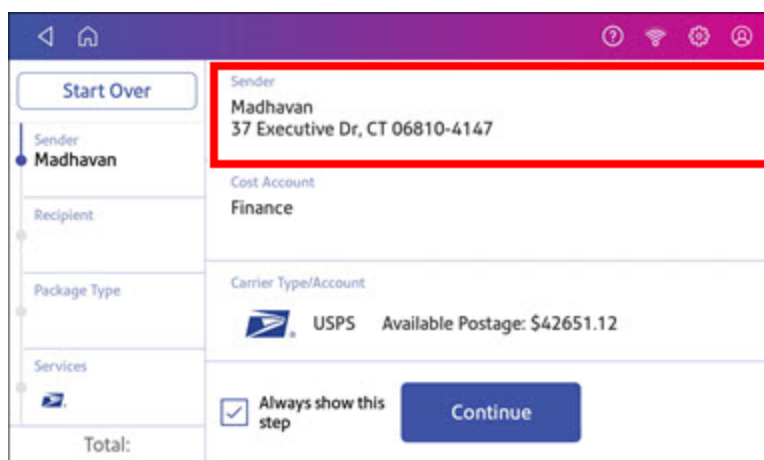 Start Over
Sender
Madhavan
Recipient
Package Type
Services
Total:
Sender
Madhavan
37 Executive Dr, CT 06810-4147
Cost Account
Finance
Carrier Type/Account
USPS Available Postage: $42651.12
Always show this
step
Continue